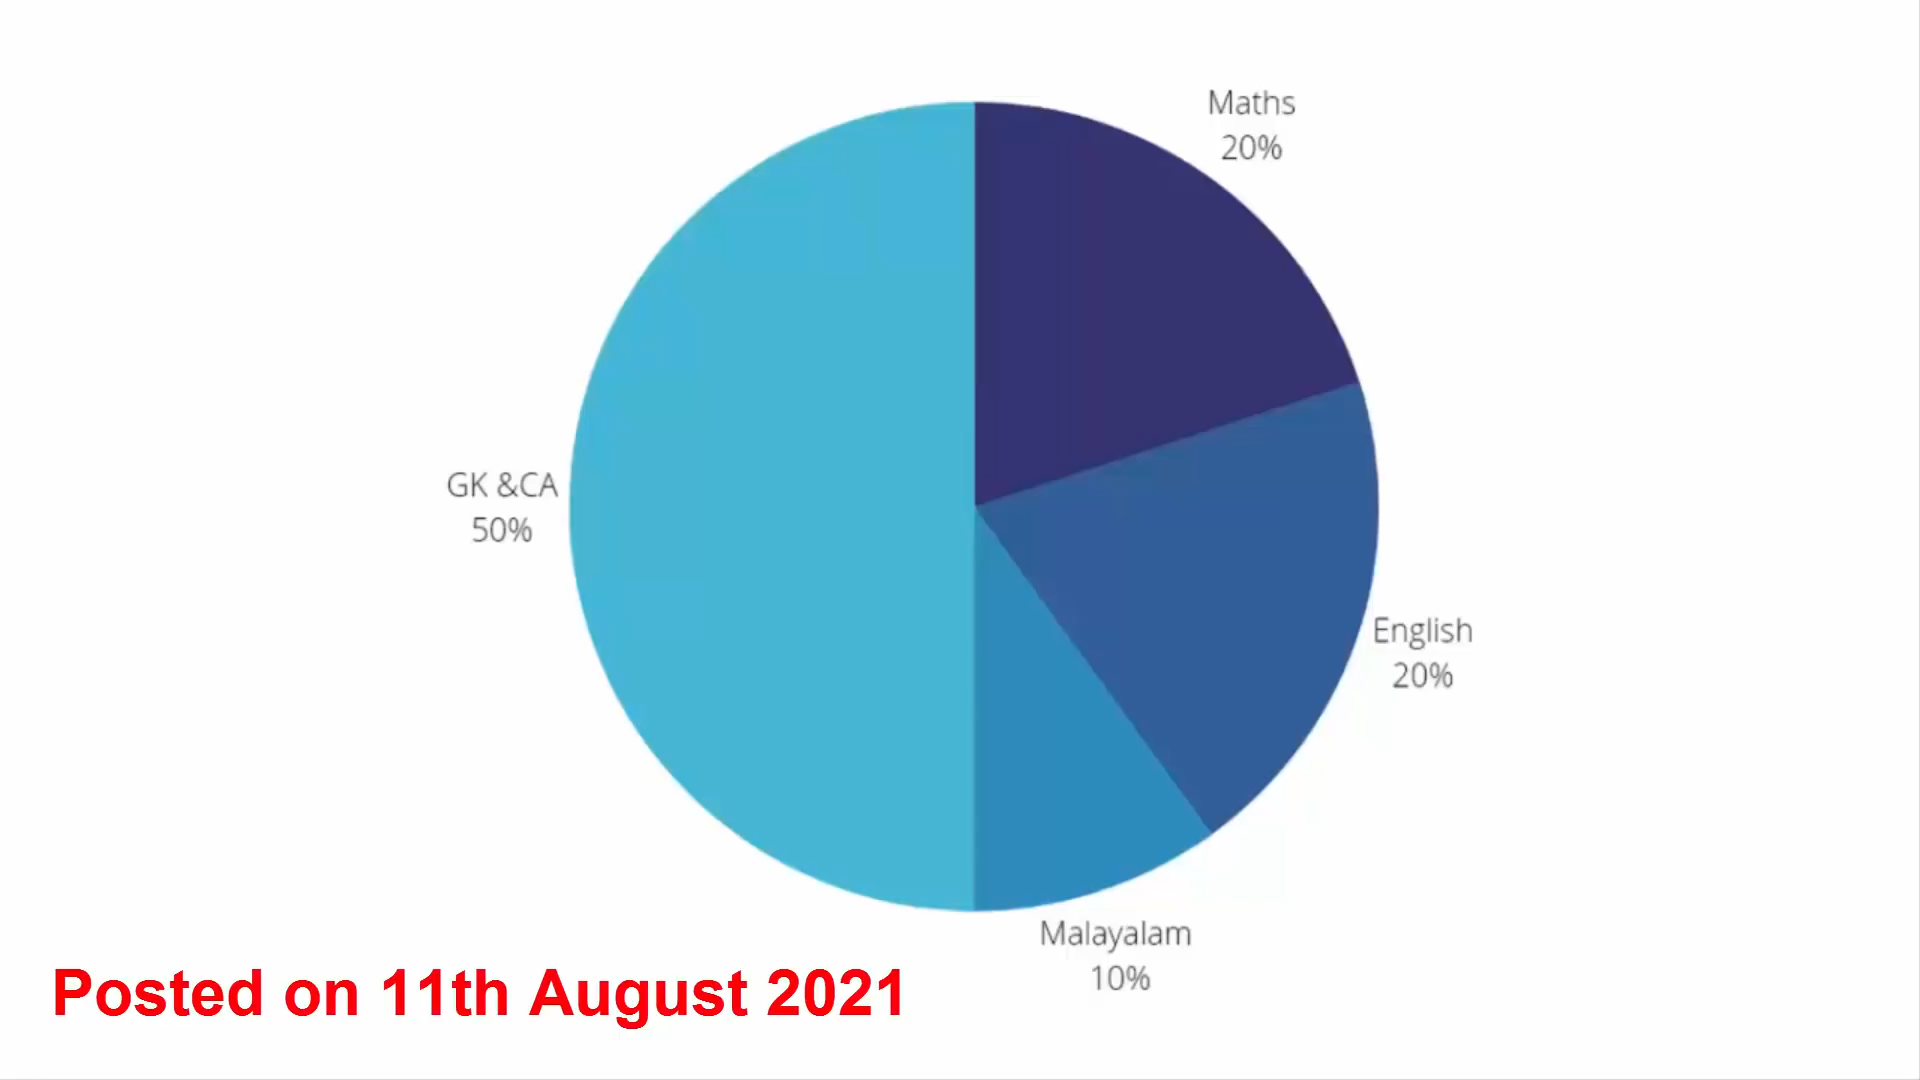 Maths
20%
GK &CA
50%
English
20%
Malayalam
10%
Posted on 11th August 2021